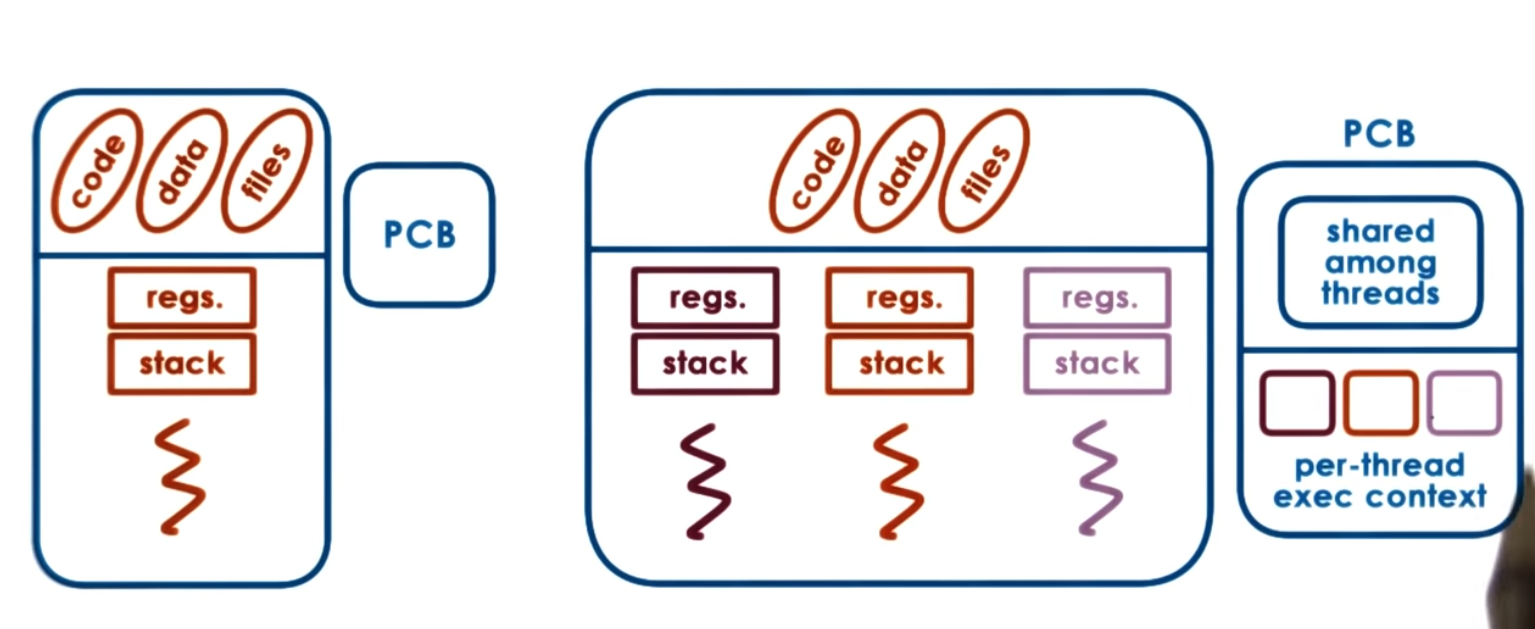 code data files
PCB
regs.
stack
code data files
regs. regs. regs.
stack stack stack
PCB
shared
among
threads
per-thread
exec context